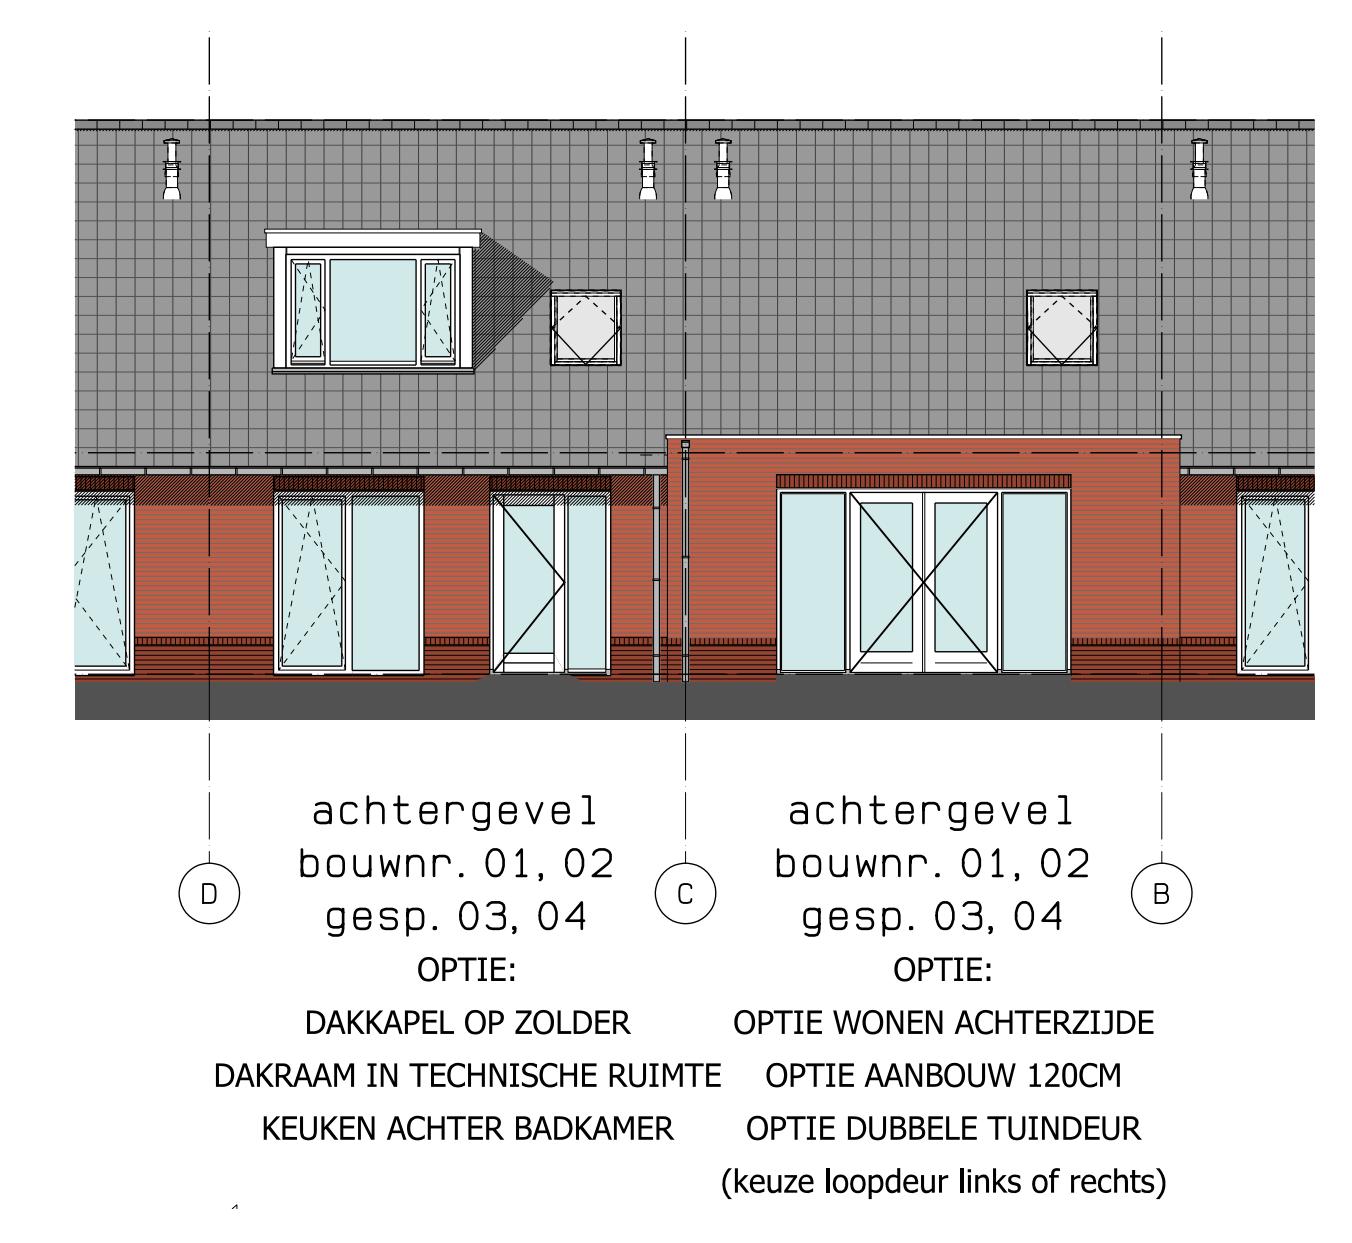 achtergevel
bouwnr. 01, 02
gesp. 03, 04
OPTIE:
DAKKAPEL OP ZOLDER
DAKRAAM IN TECHNISCHE RUIMTE
KEUKEN ACHTER BADKAMER
achtergevel
bouwnr. 01, 02
gesp. 03, 04
OPTIE:
OPTIE WONEN ACHTERZIJDE
OPTIE AANBOUW 120CM
OPTIE DUBBELE TUINDEUR
(keuze loopdeur links of rechts)
D
C
B